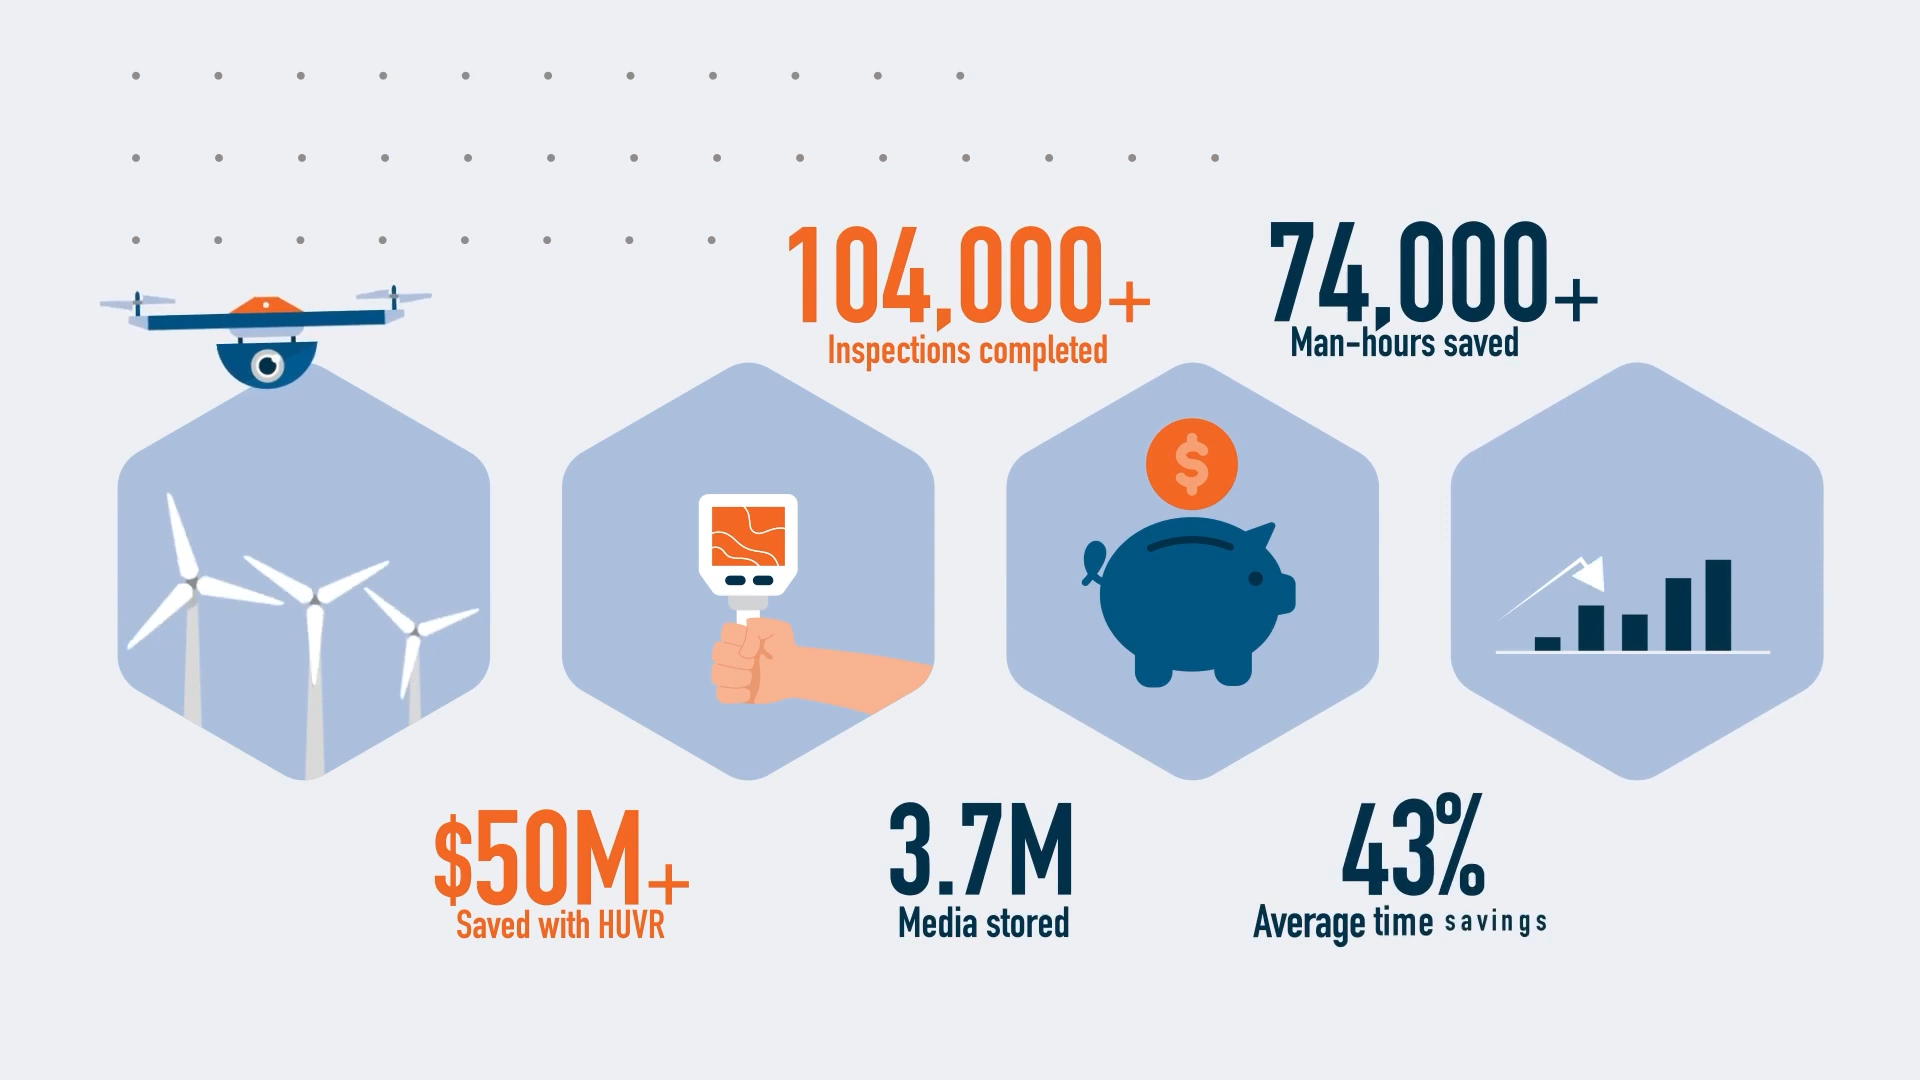 104,000+
Inspections completed
74,000+
Man-hours saved
$
$50M+
Saved with HUVR
3.7M
Media stored
43%
Average time savings